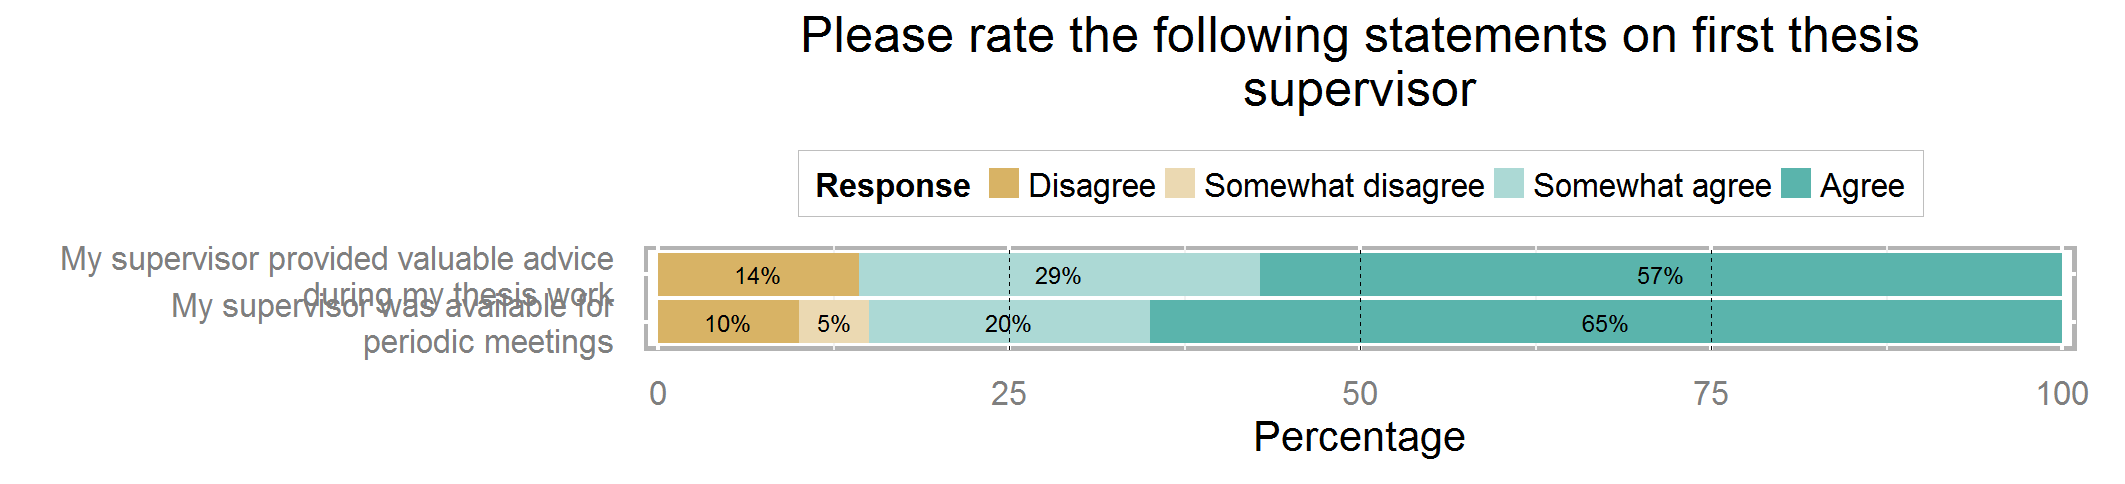 Please rate the following statements on first thesis
supervisor
Response Disagree Somewhat disagree Somewhat agree Agree
My supervisor provided valuable advice
during my thesis work
14% 29% 57%
My supervisor was available for
periodic meetings
10% 5% 20% 65%
0 25 50 75 100
Percentage